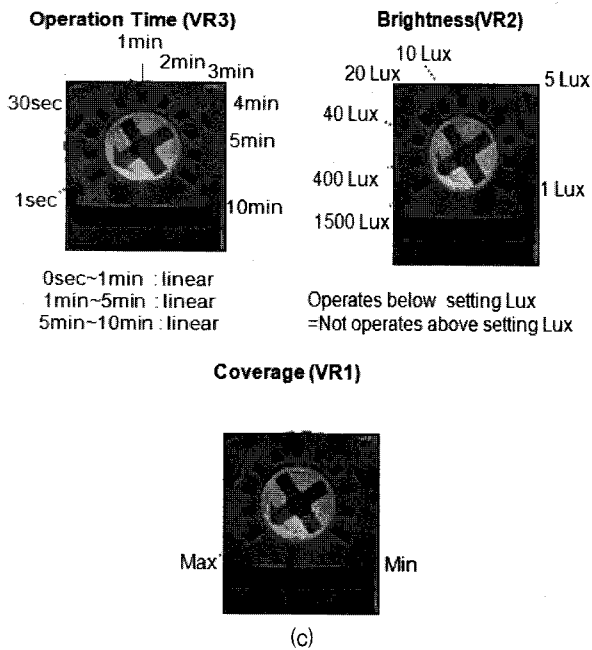 Operation Time (VR3)
1min
2min
3min
30sec
4min
5min
1sec
10min
0sec~1min : linear
1min~5min : linear
5min~10min : linear
Brightness(VR2)
10 Lux
20 Lux
5 Lux
40 Lux
400 Lux
1 Lux
1500 Lux
Operates below setting Lux
=Not operates above setting Lux
Coverage (VR1)
Max
Min
(c)